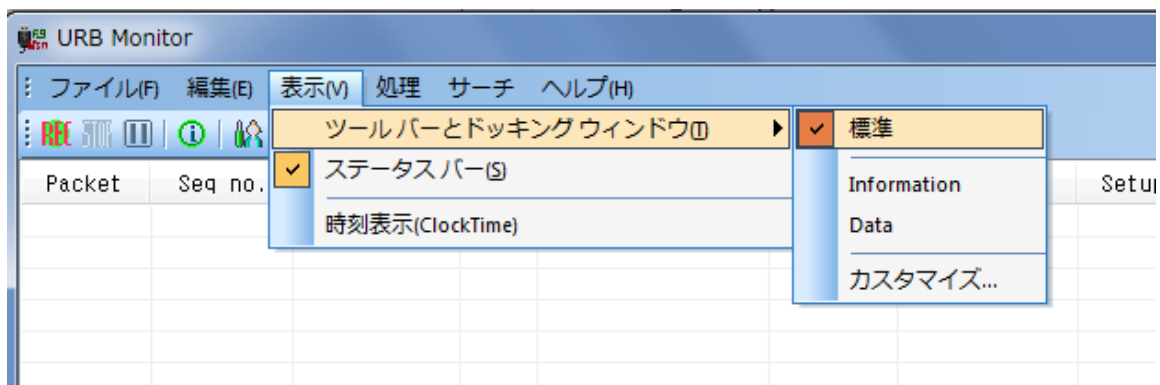 URB Monitor
ファイル(F) 編集(E) 表示(V) 処理 サーチ ヘルプ(H)
REC STOP
ツール バーとドッキング ウィンドウ(T)
標準
ステータス バー(S)
時刻表示(ClockTime)
Information
Data
カスタマイズ...
Packet Seq no. Setu